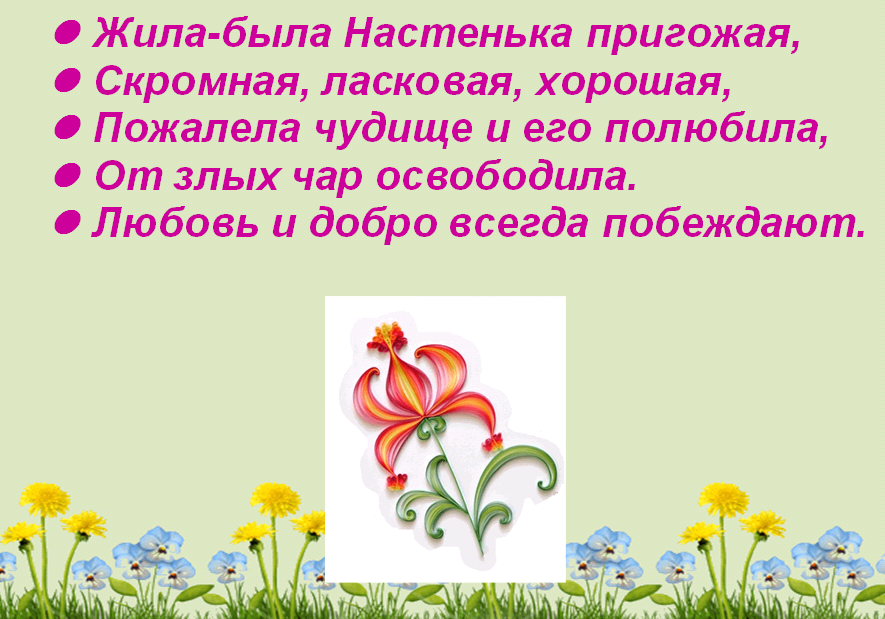 ● Жила-была Настенька пригожая,
● Скромная, ласковая, хорошая,
● Пожалела чудище и его полюбила,
● От злых чар освободила.
● Любовь и добро всегда побеждают.